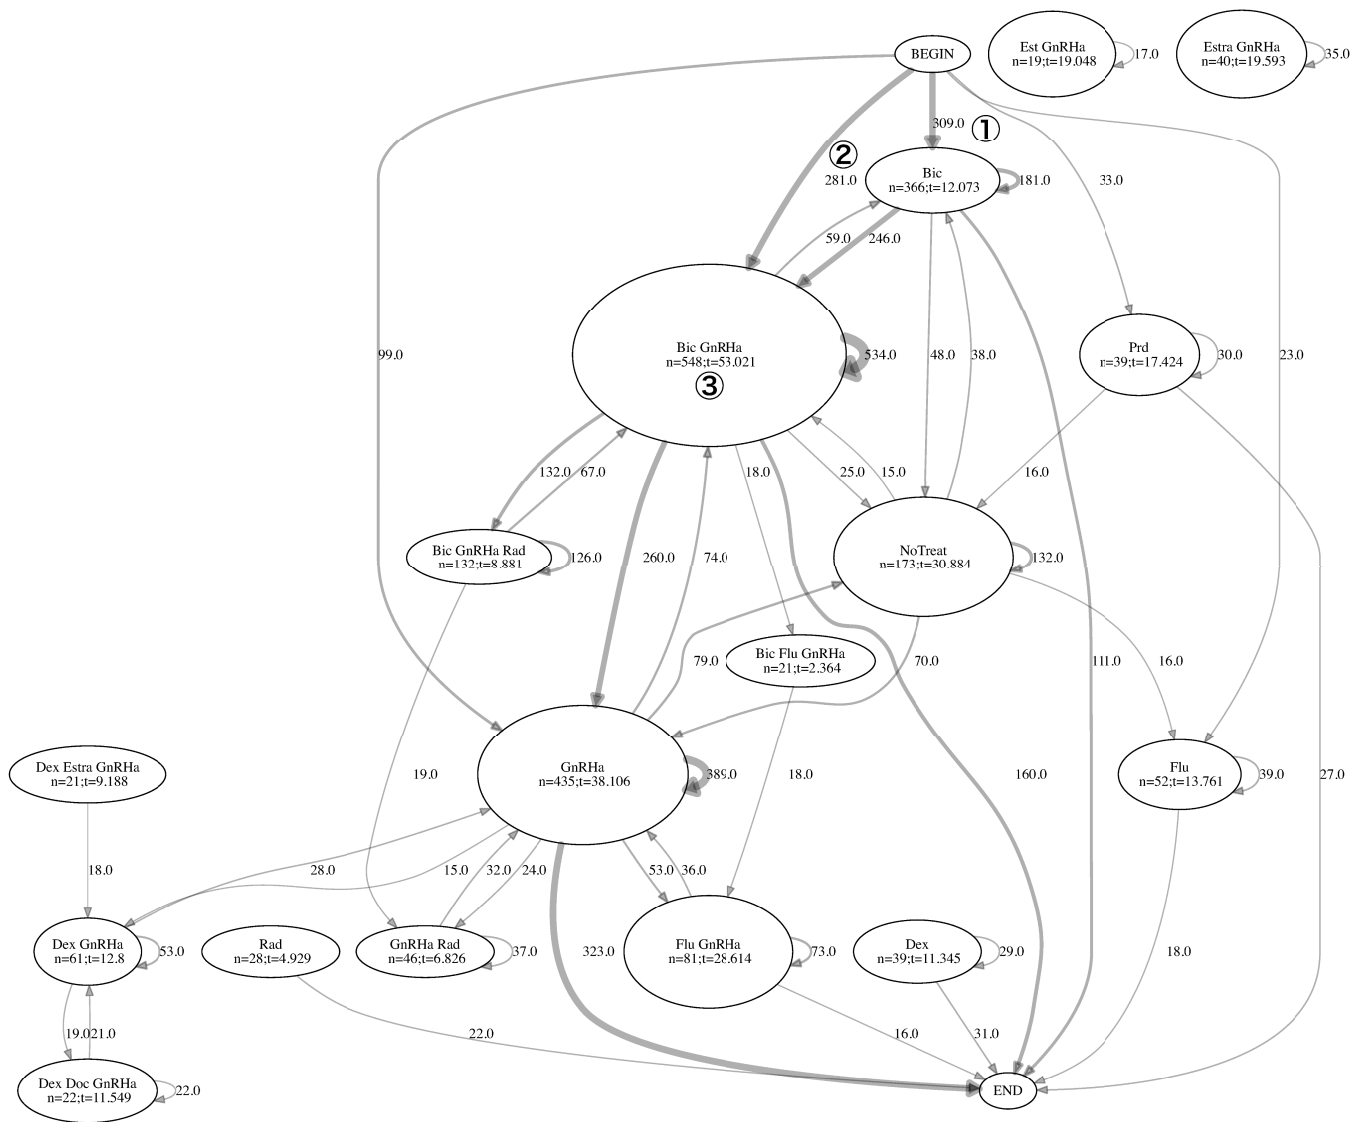 BEGIN
Est GnRHa
n=19;t=19.048
17.0
Estra GnRHa
n=40;t=19.593
35.0
309.0
①
②
281.0
Bic
n=366;t=12.073
181.0
33.0
59.0
246.0
Bic GnRHa
n=548;t=53.021
③
534.0
99.0
48.0
38.0
Prd
n=39;t=17.424
30.0
23.0
132.0
67.0
18.0
25.0
15.0
16.0
Bic GnRHa Rad
n=132;t=8.881
126.0
260.0
74.0
NoTreat
n=173;t=30.884
132.0
79.0
Bic Flu GnRHa
n=21;t=2.364
70.0
111.0
16.0
Dex Estra GnRHa
n=21;t=9.188
19.0
GnRHa
n=435;t=38.106
389.0
18.0
160.0
Flu
n=52;t=13.761
39.0
27.0
18.0
28.0
15.0
32.0
24.0
53.0
36.0
Dex GnRHa
n=61;t=12.8
53.0
Rad
n=28;t=4.929
GnRHa Rad
n=46;t=6.826
37.0
323.0
Flu GnRHa
n=81;t=28.614
73.0
Dex
n=39;t=11.345
29.0
18.0
19.0
21.0
22.0
16.0
31.0
Dex Doc GnRHa
n=22;t=11.549
22.0
END